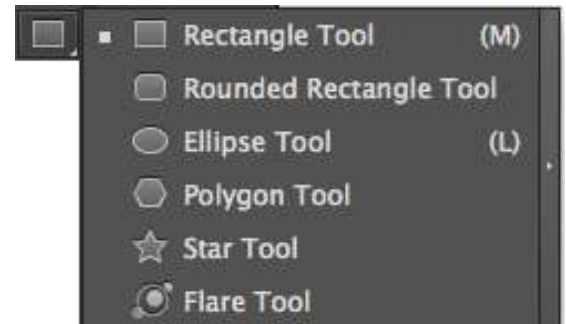 Rectangle Tool (M)
Rounded Rectangle Tool
Ellipse Tool (L)
Polygon Tool
Star Tool
Flare Tool